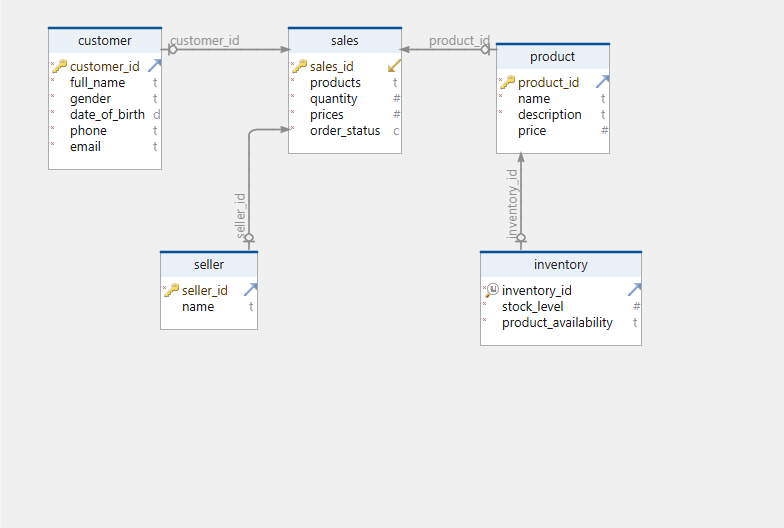 customer
customer_id
full_name t
gender t
date_of_birth d
phone t
email t
customer_id
sales
sales_id
products t
quantity #
prices #
order_status c
product_id
product
product_id
name t
description t
price #
seller_id
inventory_id
seller
seller_id
name t
inventory
u inventory_id
stock_level #
product_availability t